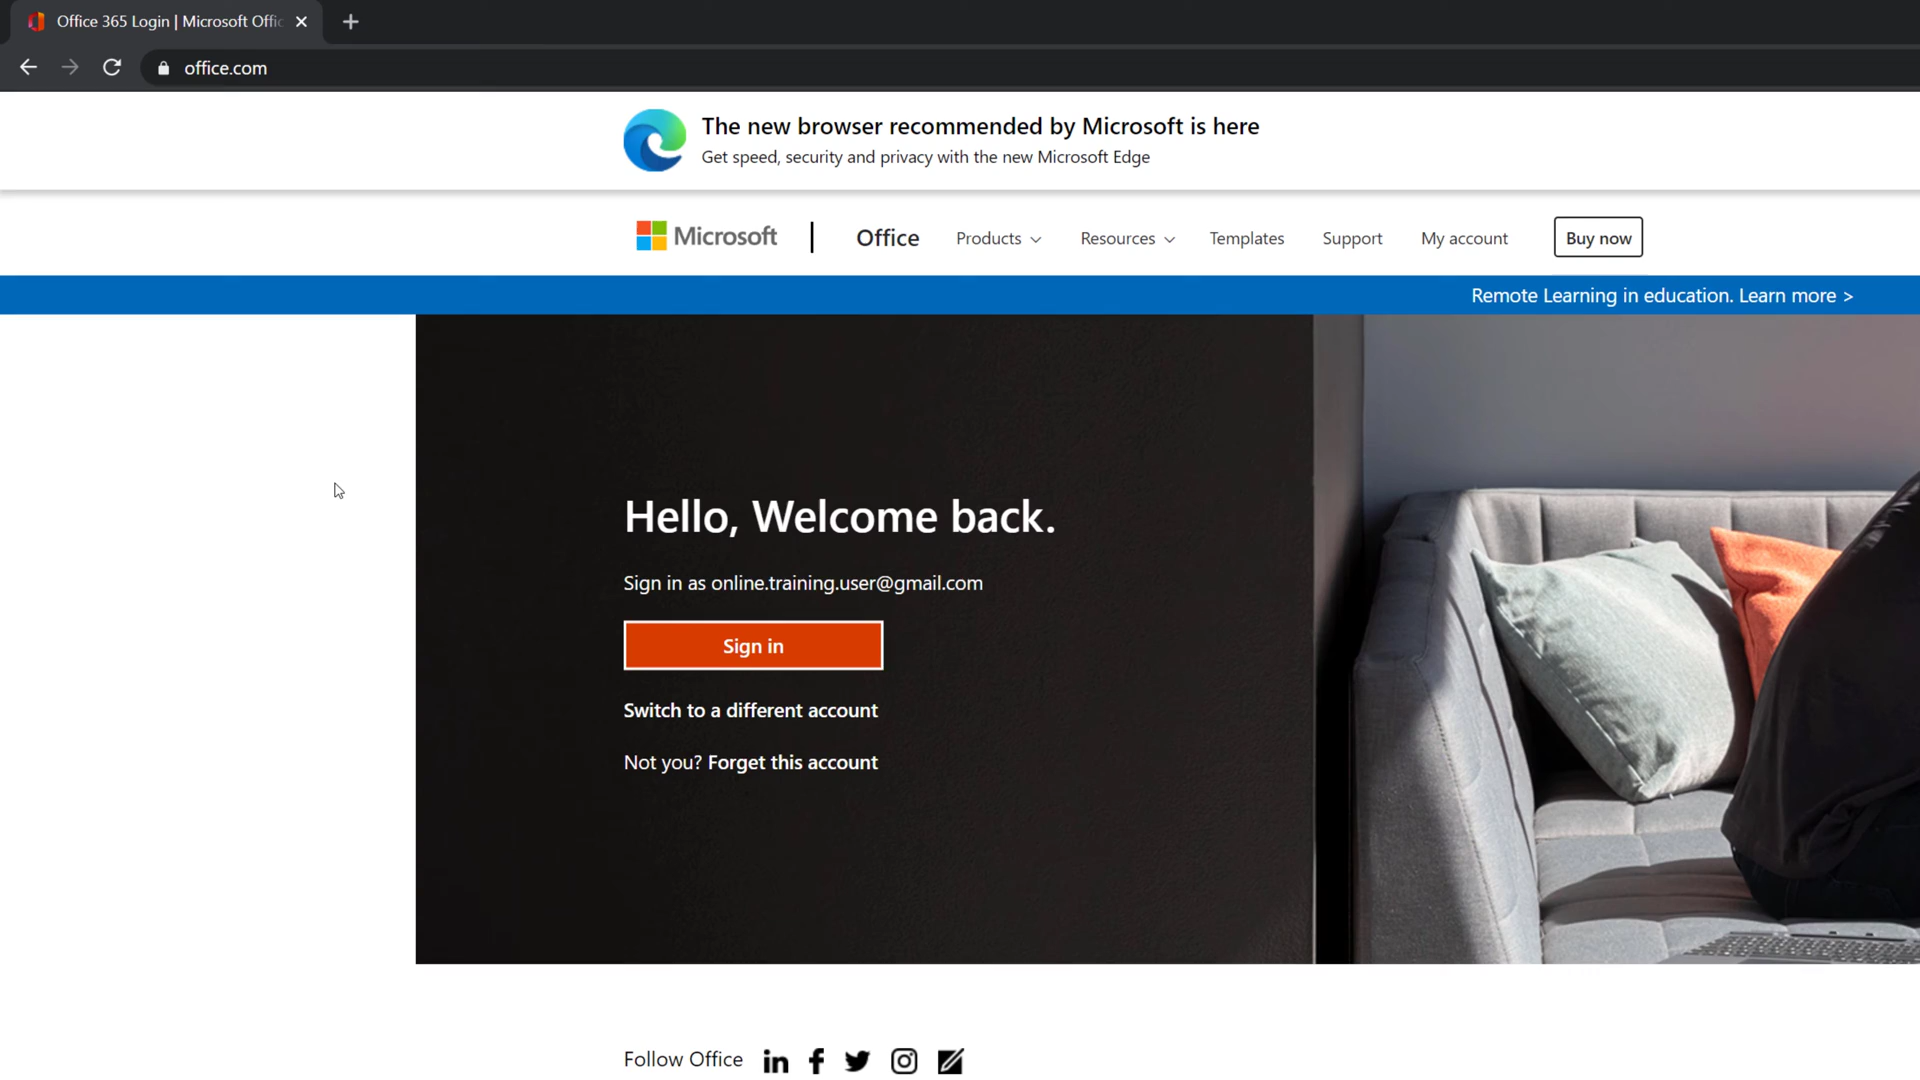 Office 365 Login | Microsoft Offic
office.com
The new browser recommended by Microsoft is here
Get speed, security and privacy with the new Microsoft Edge
Microsoft
Office
Products
Resources
Templates
Support
My account
Buy now
Remote Learning in education. Learn more >
Hello, Welcome back.
Sign in as online.training.user@gmail.com
Sign in
Switch to a different account
Not you? Forget this account
Follow Office